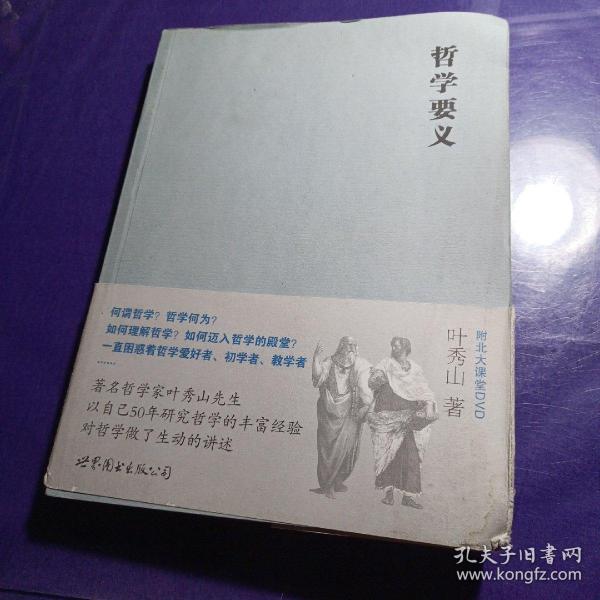 哲学要义
何谓哲学？哲学何为？
如何理解哲学？如何迈入哲学的殿堂？
一直困惑着哲学爱好者、初学者、教学者
……
著名哲学家叶秀山先生
以自己50年研究哲学的丰富经验
对哲学做了生动的讲述
世界图书出版公司
附北大课堂DVD
叶秀山 著
孔夫子旧书网
www.kongfz.com